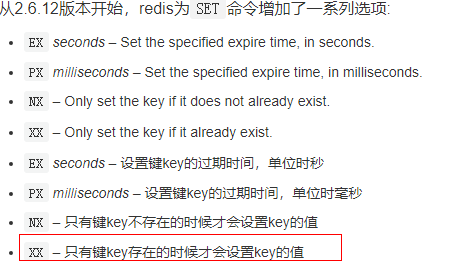 从2.6.12版本开始，redis为 SET 命令增加了一系列选项:
EX seconds – Set the specified expire time, in seconds.
PX milliseconds – Set the specified expire time, in milliseconds.
NX – Only set the key if it does not already exist.
XX – Only set the key if it already exist.
EX seconds – 设置键key的过期时间，单位时秒
PX milliseconds – 设置键key的过期时间，单位时毫秒
NX – 只有键key不存在的时候才会设置key的值
XX – 只有键key存在的时候才会设置key的值